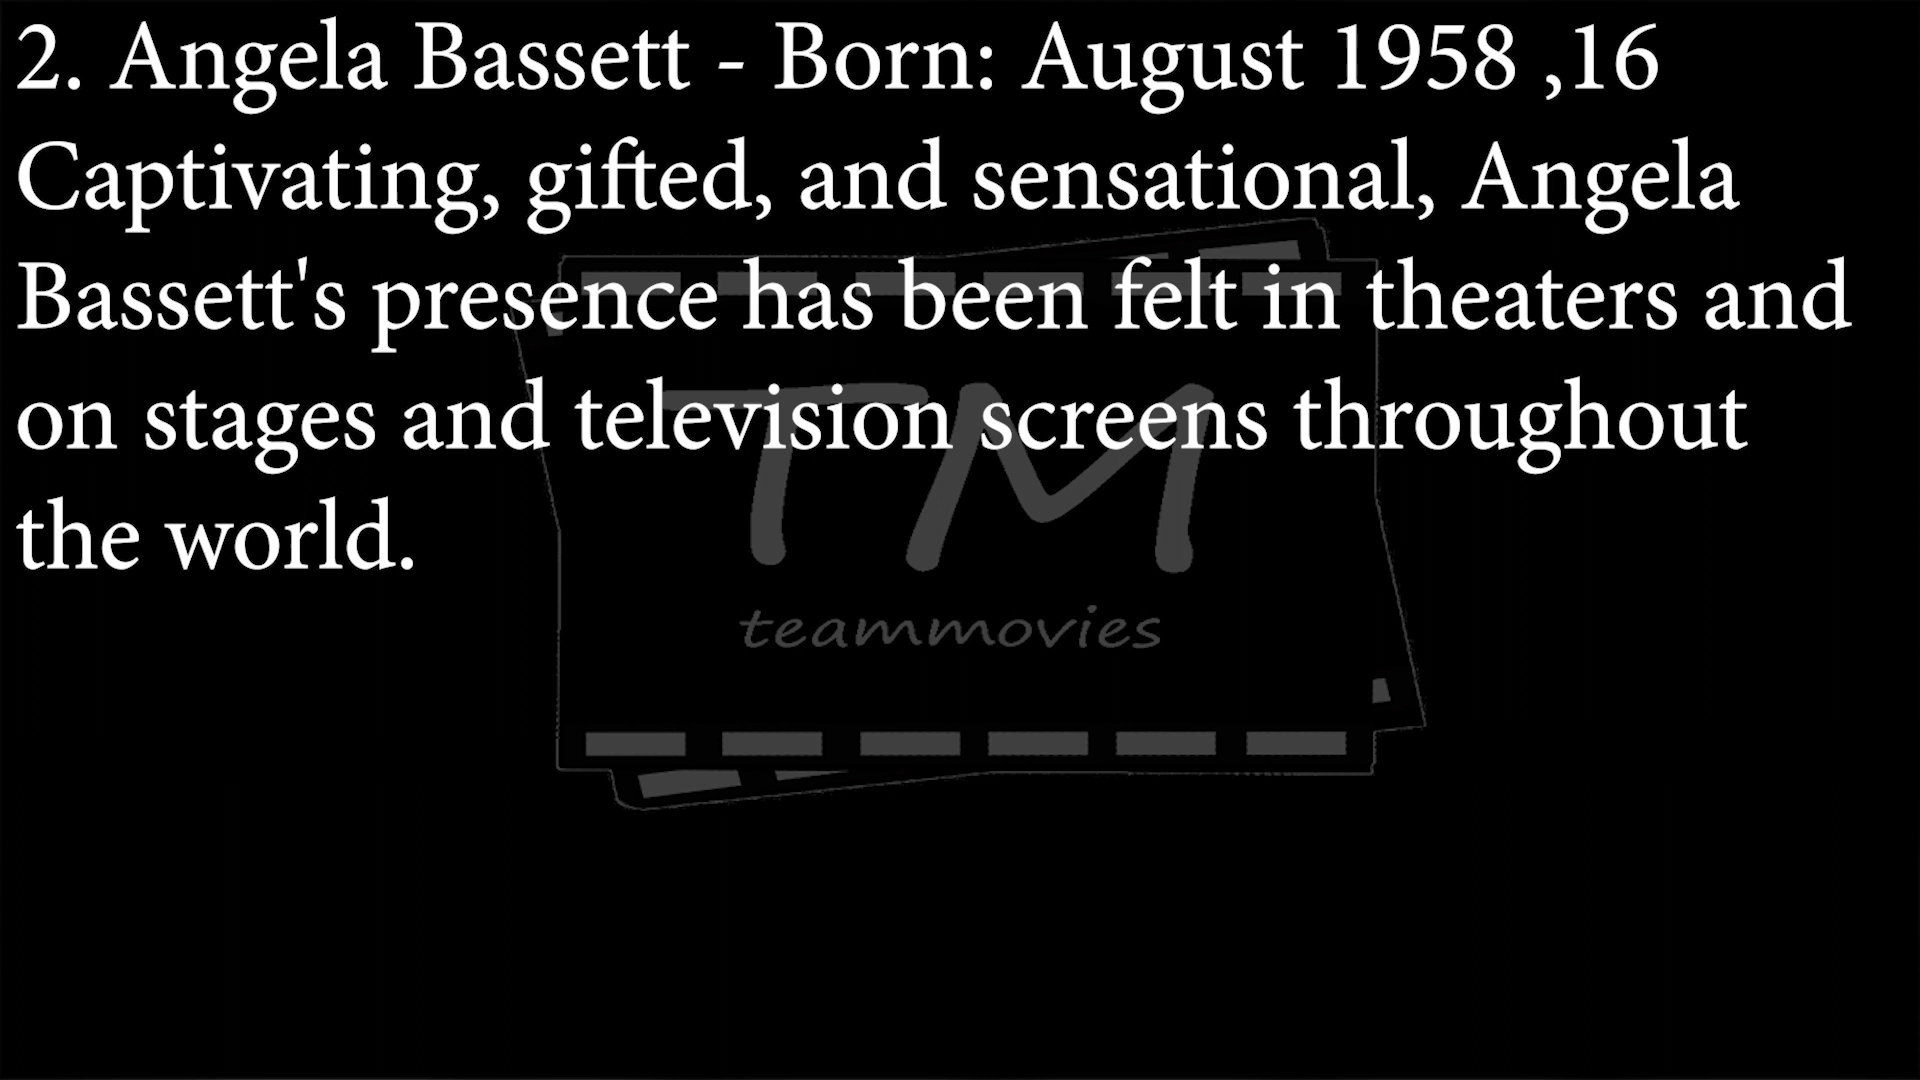 2. Angela Bassett - Born: August 1958 ,16
Captivating, gifted, and sensational, Angela
Bassett's presence has been felt in theaters and
on stages and television screens throughout
the world.
TM
teammovies